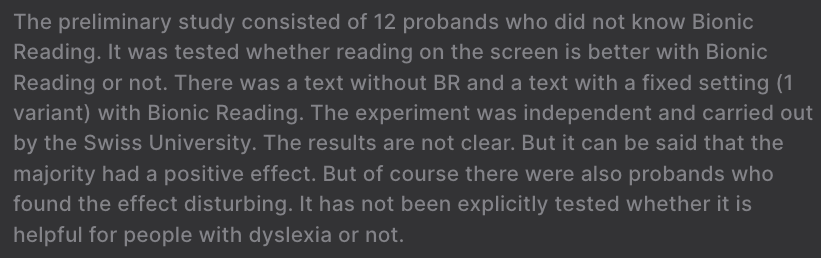 The preliminary study consisted of 12 probands who did not know Bionic
Reading. It was tested whether reading on the screen is better with Bionic
Reading or not. There was a text without BR and a text with a fixed setting (1
variant) with Bionic Reading. The experiment was independent and carried out
by the Swiss University. The results are not clear. But it can be said that the
majority had a positive effect. But of course there were also probands who
found the effect disturbing. It has not been explicitly tested whether it is
helpful for people with dyslexia or not.